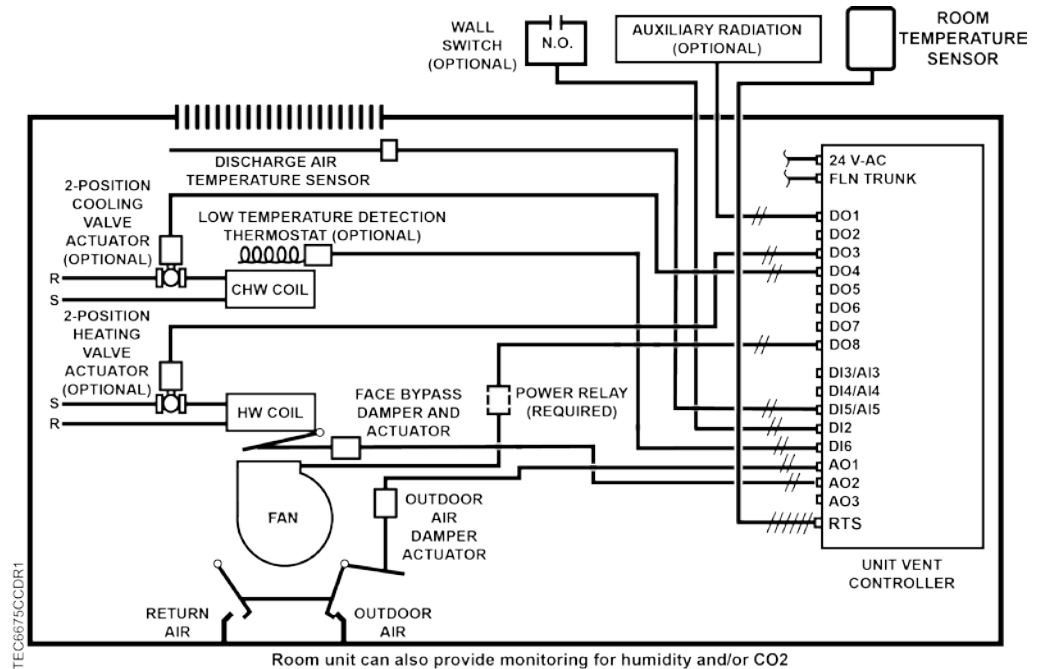 WALL
SWITCH
(OPTIONAL)
N.O.
AUXILIARY RADIATION
(OPTIONAL)
ROOM
TEMPERATURE
SENSOR
DISCHARGE AIR
TEMPERATURE SENSOR
2-POSITION
COOLING
VALVE
ACTUATOR
(OPTIONAL)
LOW TEMPERATURE DETECTION
THERMOSTAT (OPTIONAL)
R
S
CHW COIL
2-POSITION
HEATING
VALVE
ACTUATOR
(OPTIONAL)
S
R
HW COIL
FACE BYPASS
DAMPER AND
ACTUATOR
POWER RELAY
(REQUIRED)
FAN
OUTDOOR
AIR
DAMPER
ACTUATOR
RETURN
AIR
OUTDOOR
AIR
24 V-AC
FLN TRUNK
DO1
DO2
DO3
DO4
DO5
DO6
DO7
DO8
DI3/AI3
DI4/AI4
DI5/AI5
DI2
DI6
AO1
AO2
AO3
RTS
UNIT VENT
CONTROLLER
TEC6675CCDR1
Room unit can also provide monitoring for humidity and/or CO2